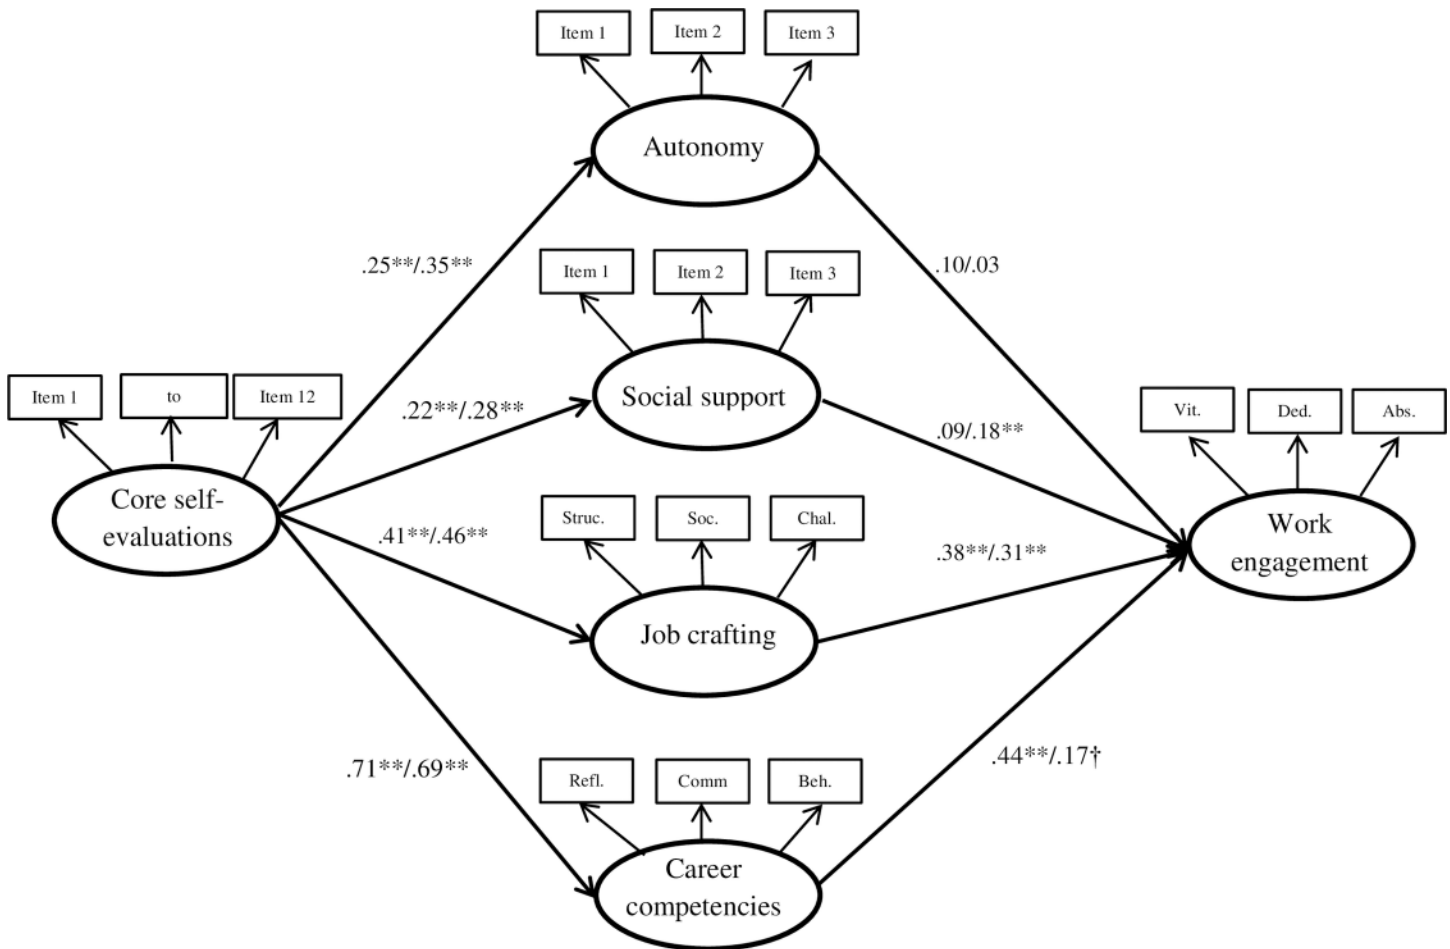 Item 1
Item 2
Item 3
Autonomy
.25**/.35**
.10/.03
Item 1
Item 2
Item 3
Social support
.22**/.28**
.09/.18**
Item 1
to
Item 12
Core self-
evaluations
Vit.
Ded.
Abs.
Work
engagement
Struc.
Soc.
Chal.
Job crafting
.41**/.46**
.38**/.31**
.71**/.69**
.44**/.17†
Refl.
Comm
Beh.
Career
competencies